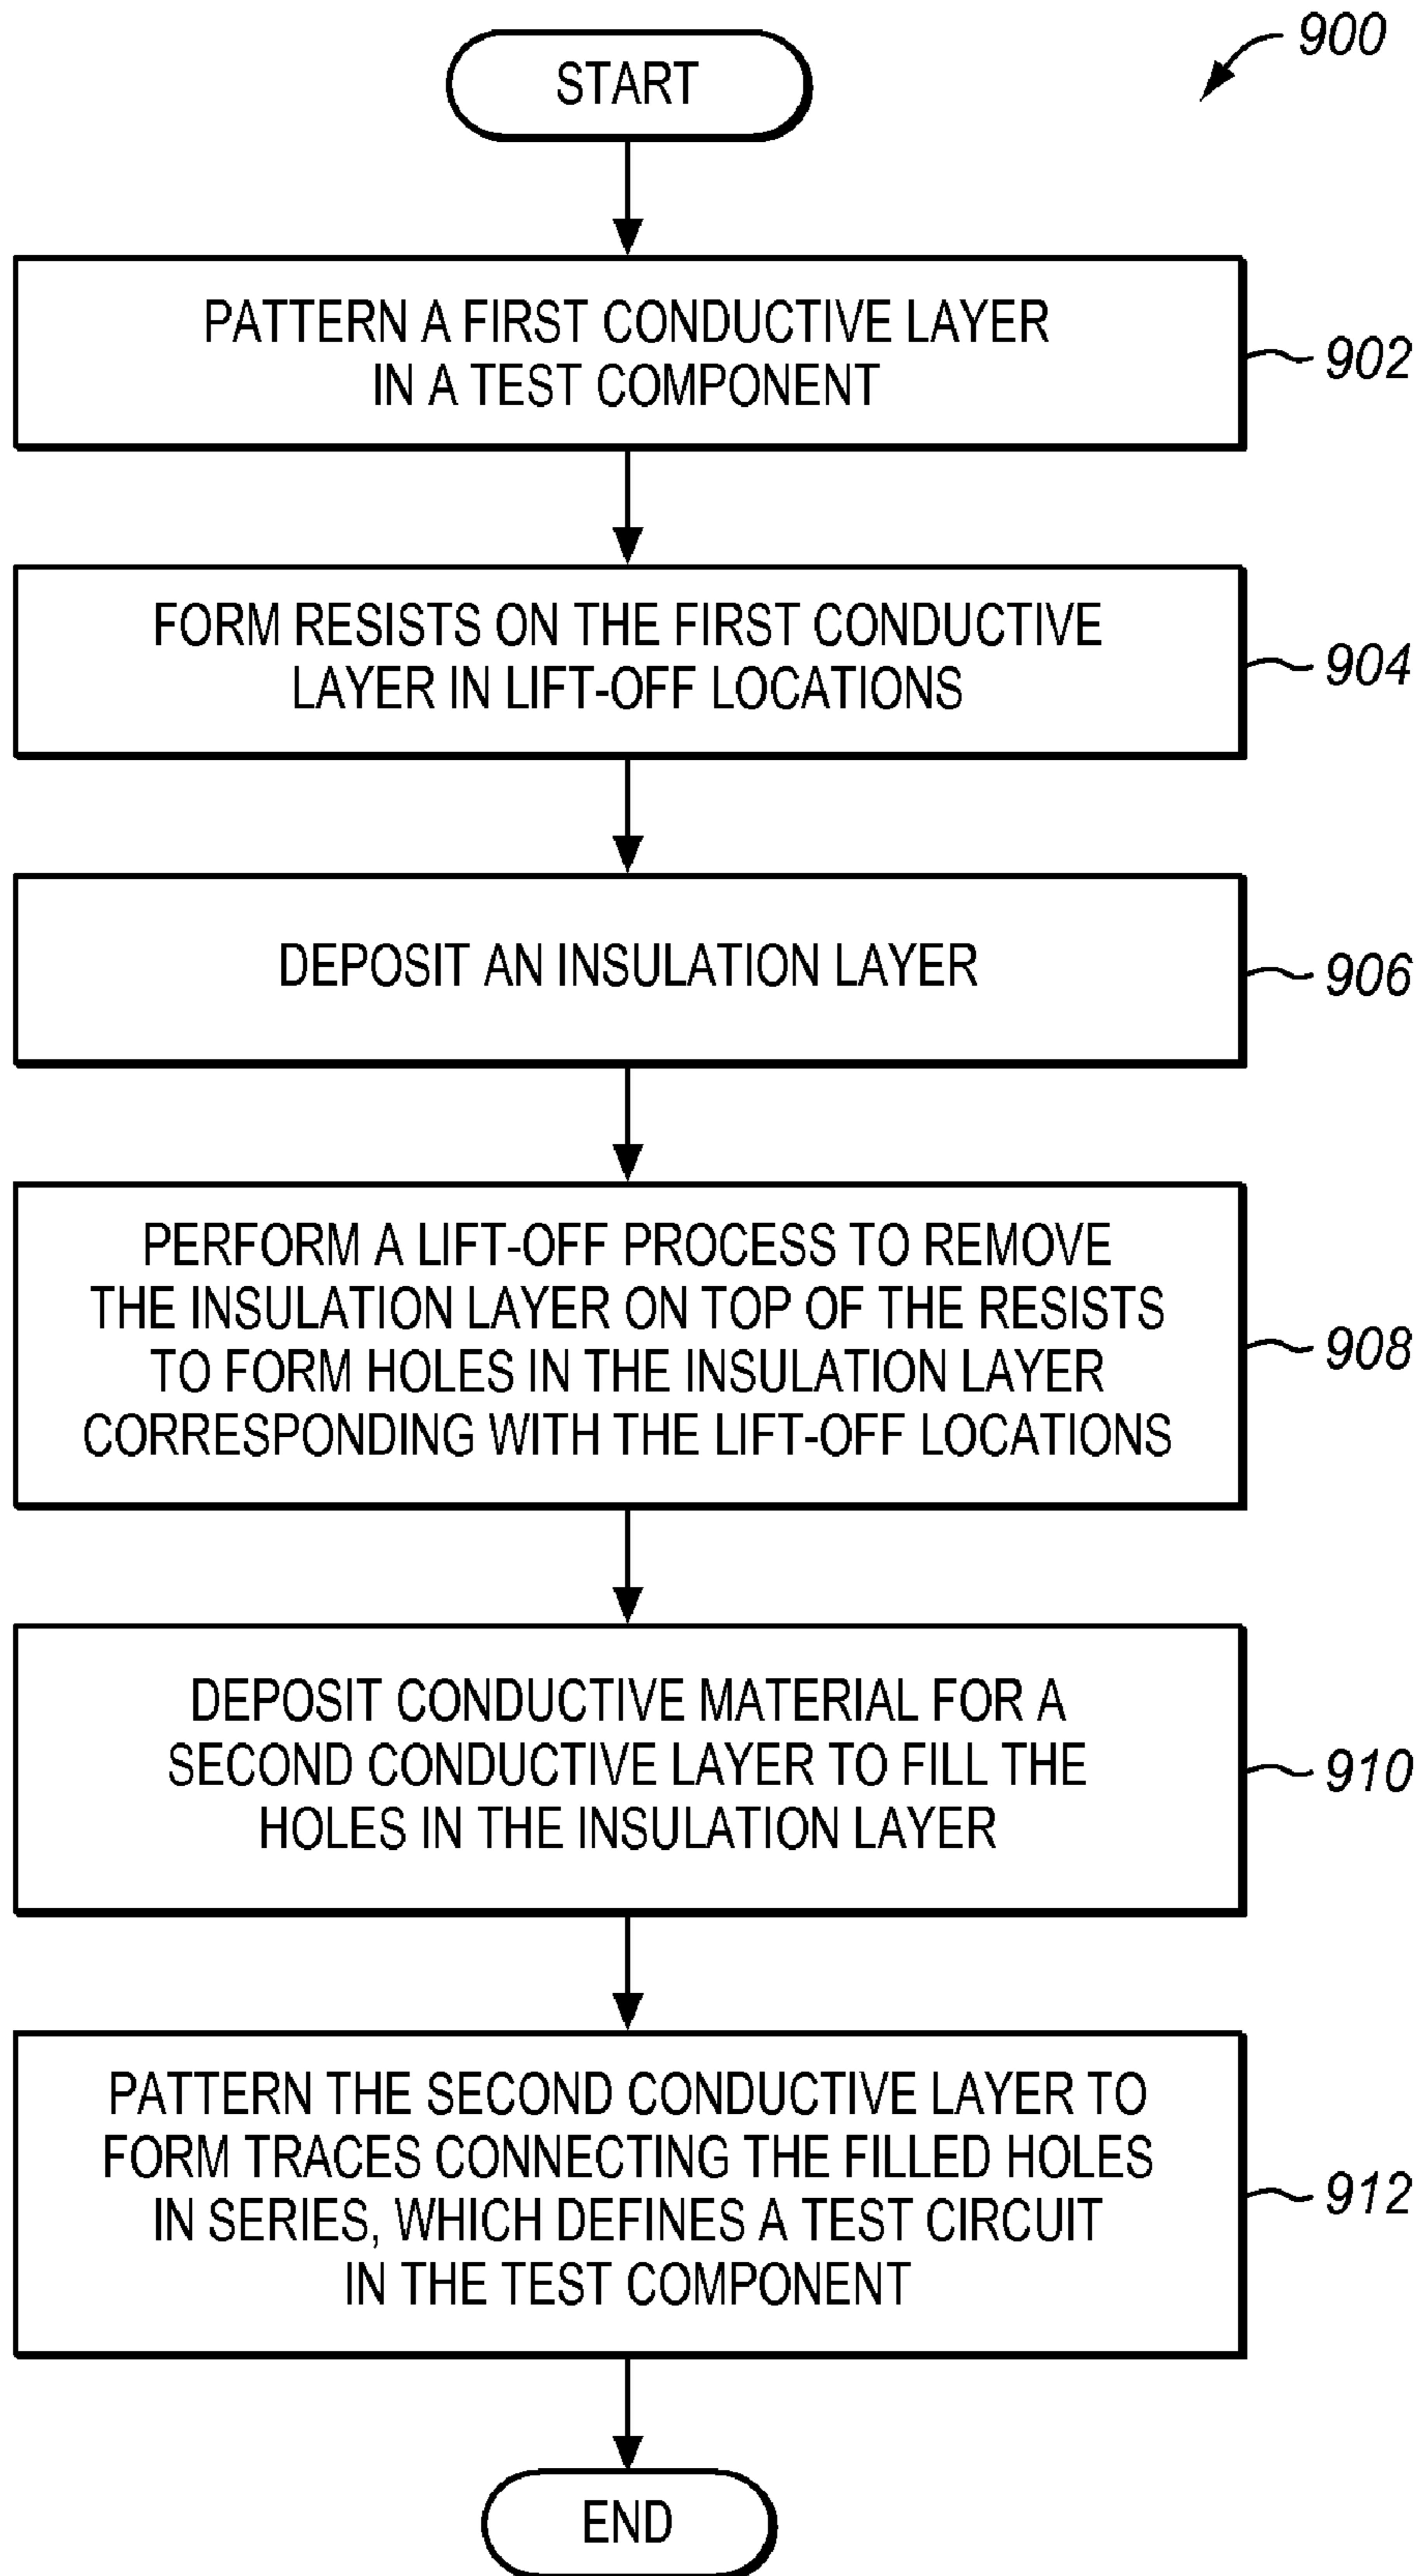 900
START
PATTERN A FIRST CONDUCTIVE LAYER
IN A TEST COMPONENT
902
FORM RESISTS ON THE FIRST CONDUCTIVE
LAYER IN LIFT-OFF LOCATIONS
904
DEPOSIT AN INSULATION LAYER
906
PERFORM A LIFT-OFF PROCESS TO REMOVE
THE INSULATION LAYER ON TOP OF THE RESISTS
TO FORM HOLES IN THE INSULATION LAYER
CORRESPONDING WITH THE LIFT-OFF LOCATIONS
908
DEPOSIT CONDUCTIVE MATERIAL FOR A
SECOND CONDUCTIVE LAYER TO FILL THE
HOLES IN THE INSULATION LAYER
910
PATTERN THE SECOND CONDUCTIVE LAYER TO
FORM TRACES CONNECTING THE FILLED HOLES
IN SERIES, WHICH DEFINES A TEST CIRCUIT
IN THE TEST COMPONENT
912
END